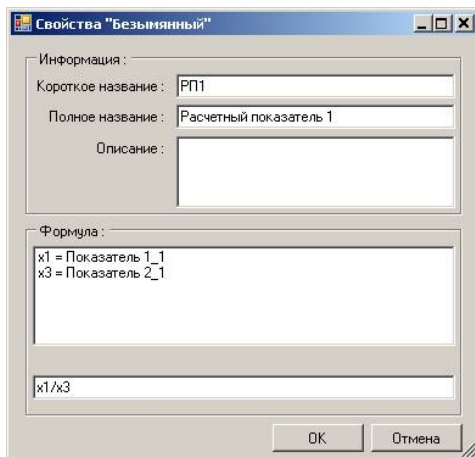 Свойства "Безымянный"
Информация :
Короткое название : РП1
Полное название : Расчетный показатель 1
Описание :
Формула :
x1 = Показатель 1_1
x3 = Показатель 2_1
x1/x3
OK Отмена